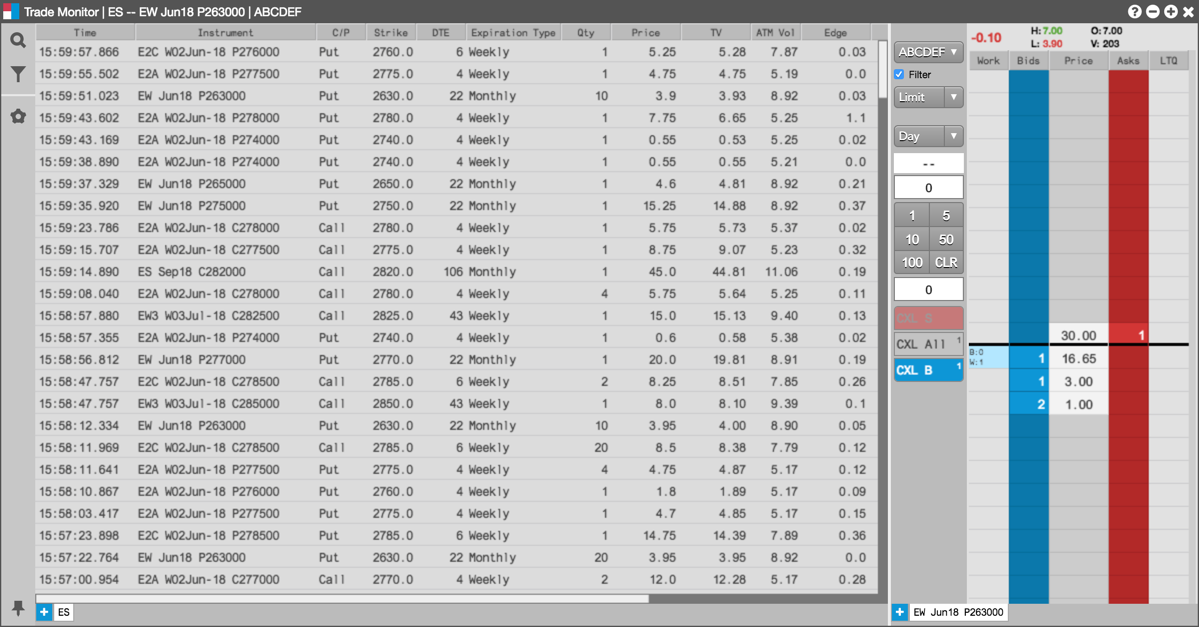 Trade Monitor | ES -- EW Jun18 P263000 | ABCDEF
Time Instrument C/P Strike DTE Expiration Type Qty Price TV ATM Vol Edge
15:59:57.866 E2C W02Jun-18 P276000 Put 2760.0 6 Weekly 1 5.25 5.28 7.87 0.03
15:59:55.502 E2A W02Jun-18 P277500 Put 2775.0 4 Weekly 1 4.75 4.75 5.19 0.0
15:59:51.023 EW Jun18 P263000 Put 2630.0 22 Monthly 10 3.9 3.93 8.92 0.03
15:59:43.602 E2A W02Jun-18 P278000 Put 2780.0 4 Weekly 1 7.75 6.65 5.25 1.1
15:59:43.169 E2A W02Jun-18 P274000 Put 2740.0 4 Weekly 1 0.55 0.53 5.25 0.02
15:59:38.890 E2A W02Jun-18 P274000 Put 2740.0 4 Weekly 1 0.55 0.55 5.21 0.0
15:59:37.329 EW Jun18 P265000 Put 2650.0 22 Monthly 1 4.6 4.81 8.92 0.21
15:59:35.920 EW Jun18 P275000 Put 2750.0 22 Monthly 1 15.25 14.88 8.92 0.37
15:59:23.786 E2A W02Jun-18 C278000 Call 2780.0 4 Weekly 1 5.75 5.73 5.37 0.02
15:59:15.707 E2A W02Jun-18 C277500 Call 2775.0 4 Weekly 1 8.75 9.07 5.23 0.32
15:59:14.890 ES Sep18 C282000 Call 2820.0 106 Monthly 1 45.0 44.81 11.06 0.19
15:59:08.040 E2A W02Jun-18 C278000 Call 2780.0 4 Weekly 4 5.75 5.64 5.25 0.11
15:58:57.880 EW3 W03Jul-18 C282500 Call 2825.0 43 Weekly 1 15.0 15.13 9.40 0.13
15:58:57.355 E2A W02Jun-18 P274000 Put 2740.0 4 Weekly 1 0.6 0.58 5.38 0.02
15:58:56.812 EW Jun18 P277000 Put 2770.0 22 Monthly 1 20.0 19.81 8.91 0.19
15:58:47.757 E2C W02Jun-18 C278500 Call 2785.0 6 Weekly 2 8.25 8.51 7.85 0.26
15:58:47.757 EW3 W03Jul-18 C285000 Call 2850.0 43 Weekly 1 8.0 8.10 9.39 0.1
15:58:12.334 EW Jun18 P263000 Put 2630.0 22 Monthly 10 3.95 4.00 8.90 0.05
15:58:11.969 E2C W02Jun-18 C278500 Call 2785.0 6 Weekly 20 8.5 8.38 7.79 0.12
15:58:11.641 E2A W02Jun-18 P277500 Put 2775.0 4 Weekly 4 4.75 4.87 5.17 0.12
15:58:10.867 E2A W02Jun-18 P276000 Put 2760.0 4 Weekly 1 1.8 1.89 5.17 0.09
15:58:03.417 E2A W02Jun-18 P277500 Put 2775.0 4 Weekly 1 4.7 4.85 5.17 0.15
15:57:23.898 E2C W02Jun-18 P278500 Put 2785.0 6 Weekly 1 14.75 14.39 7.89 0.36
15:57:22.764 EW Jun18 P263000 Put 2630.0 22 Monthly 20 3.95 3.95 8.92 0.0
15:57:00.954 E2A W02Jun-18 C277000 Call 2770.0 4 Weekly 2 12.0 12.28 5.17 0.28
ES
ABCDEF
Filter
Limit
Day
--
0
1 5
10 50
100 CLR
0
CXL S
CXL All 1
CXL B 1
-0.10 H:7.00 O:7.00
L: 3.90 V: 203
Work Bids Price Asks LTQ
30.00 1
B:0
W:1
1 16.65
1 3.00
2 1.00
EW Jun18 P263000